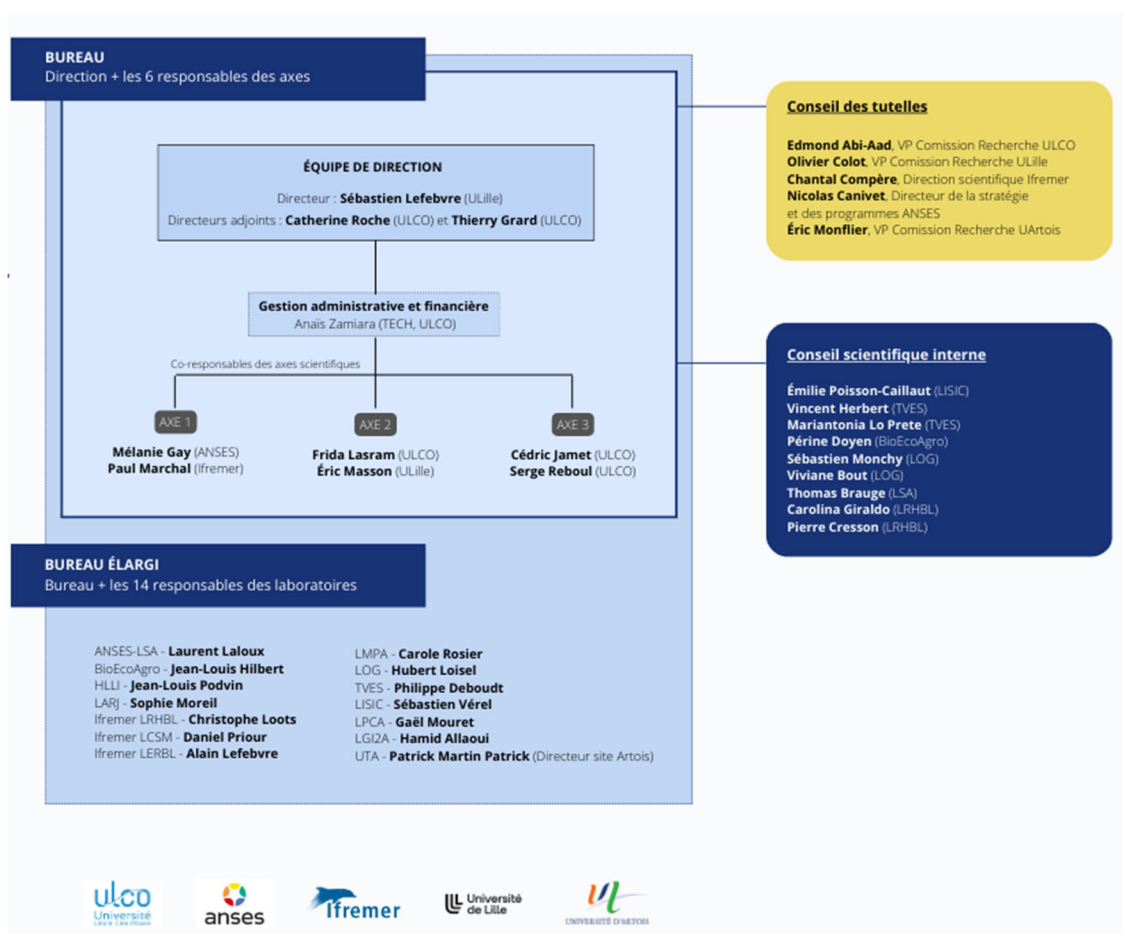 BUREAU
Direction + les 6 responsables des axes
ÉQUIPE DE DIRECTION
Directeur : Sébastien Lefebvre (ULille)
Directeurs adjoints : Catherine Roche (ULCO) et Thierry Grard (ULCO)
Gestion administrative et financière
Anaïs Zamiara (TECH, ULCO)
Co-responsables des axes scientifiques
AXE 1
Mélanie Gay (ANSES)
Paul Marchal (Ifremer)
AXE 2
Frida Lasram (ULCO)
Éric Masson (ULille)
AXE 3
Cédric Jamet (ULCO)
Serge Reboul (ULCO)
Conseil des tutelles
Edmond Abi-Aad, VP Comission Recherche ULCO
Olivier Colot, VP Comission Recherche ULille
Chantal Compère, Direction scientifique Ifremer
Nicolas Canivet, Directeur de la stratégie
et des programmes ANSES
Éric Monflier, VP Comission Recherche UArtois
Conseil scientifique interne
Émilie Poisson-Caillaut (LISIC)
Vincent Herbert (TVES)
Mariantonia Lo Prete (TVES)
Périne Doyen (BioEcoAgro)
Sébastien Monchy (LOG)
Viviane Bout (LOG)
Thomas Brauge (LSA)
Carolina Giraldo (LRHBL)
Pierre Cresson (LRHBL)
BUREAU ÉLARGI
Bureau + les 14 responsables des laboratoires
ANSES-LSA - Laurent Laloux
BioEcoAgro - Jean-Louis Hilbert
HLLI - Jean-Louis Podvin
LARJ - Sophie Moreil
Ifremer LRHBL - Christophe Loots
Ifremer LCSM - Daniel Priour
Ifremer LERBL - Alain Lefebvre
LMPA - Carole Rosier
LOG - Hubert Loisel
TVES - Philippe Deboudt
LISIC - Sébastien Vérel
LPCA - Gaël Mouret
LGI2A - Hamid Allaoui
UTA - Patrick Martin Patrick (Directeur site Artois)
ulco
Université
anses
Ifremer
Université
de Lille
UNIVERSITÉ D'ARTOIS